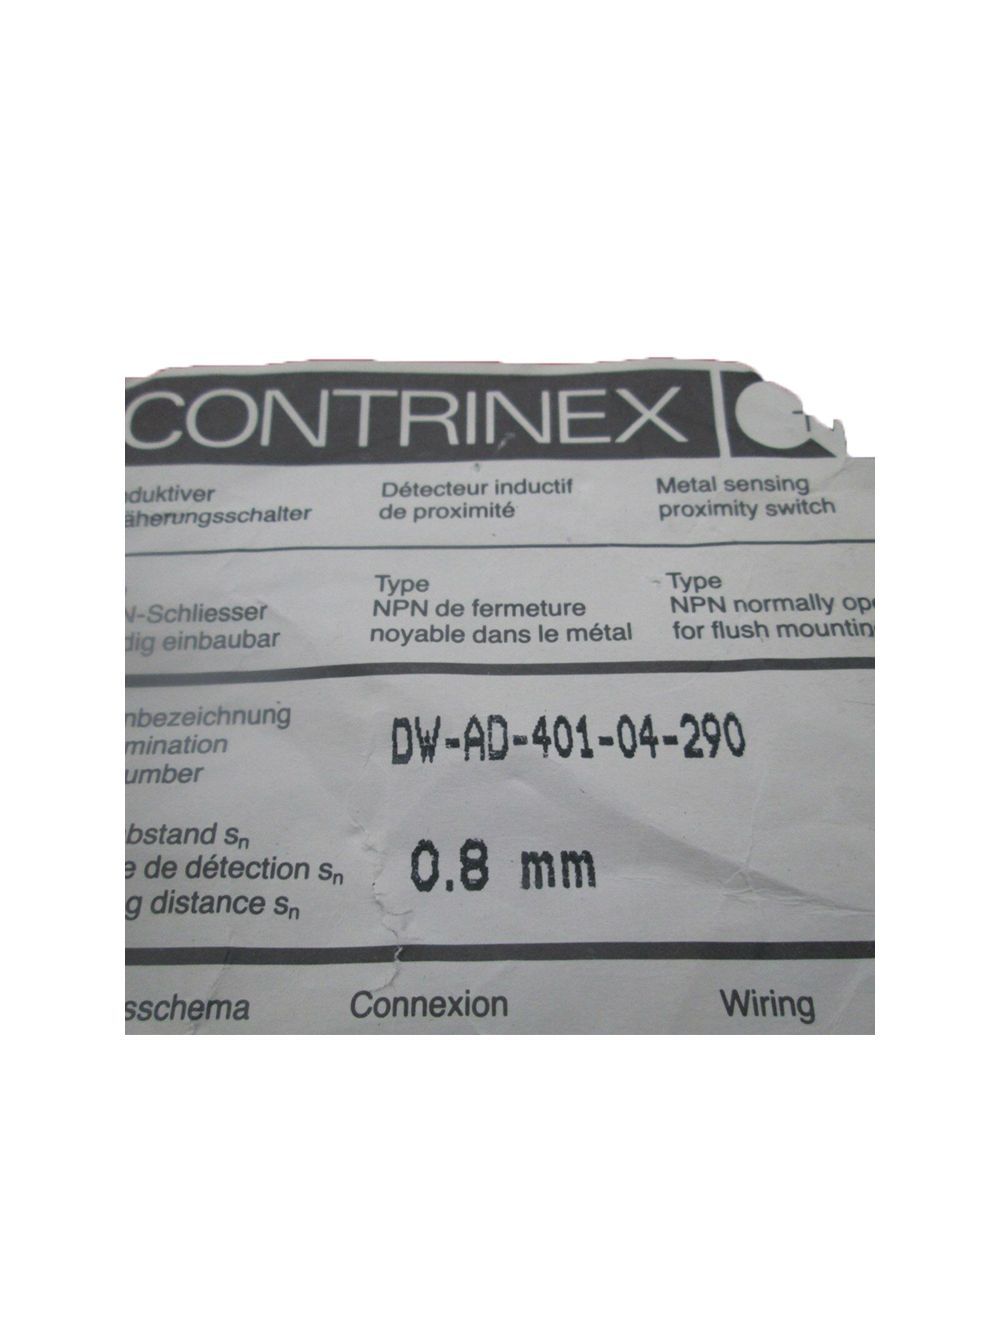 CONTRINEX
duktiver Détecteur inductif Metal sensing
äherungsschalter de proximité proximity switch
Type Type
N-Schliesser NPN de fermeture NPN normally ope
dig einbaubar noyable dans le métal for flush mountin
nbezeichnung
mination DW-AD-401-04-290
umber
bstand sn
e de détection sn 0.8 mm
g distance sn
sschema Connexion Wiring